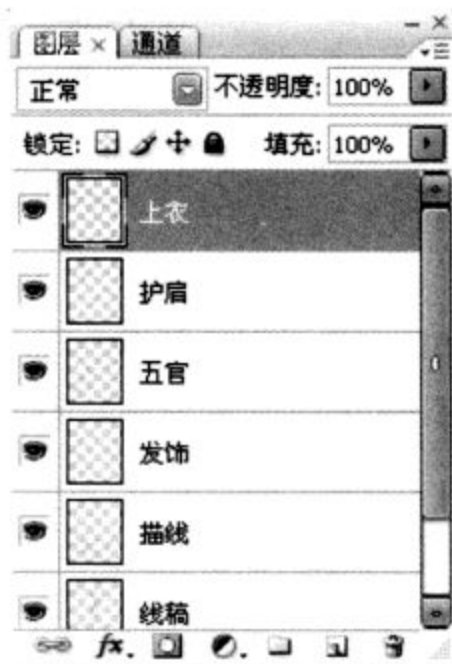 图层 × 通道
正常 不透明度: 100%
锁定: 填充: 100%
上衣
护肩
五官
发饰
描线
线稿
fx.